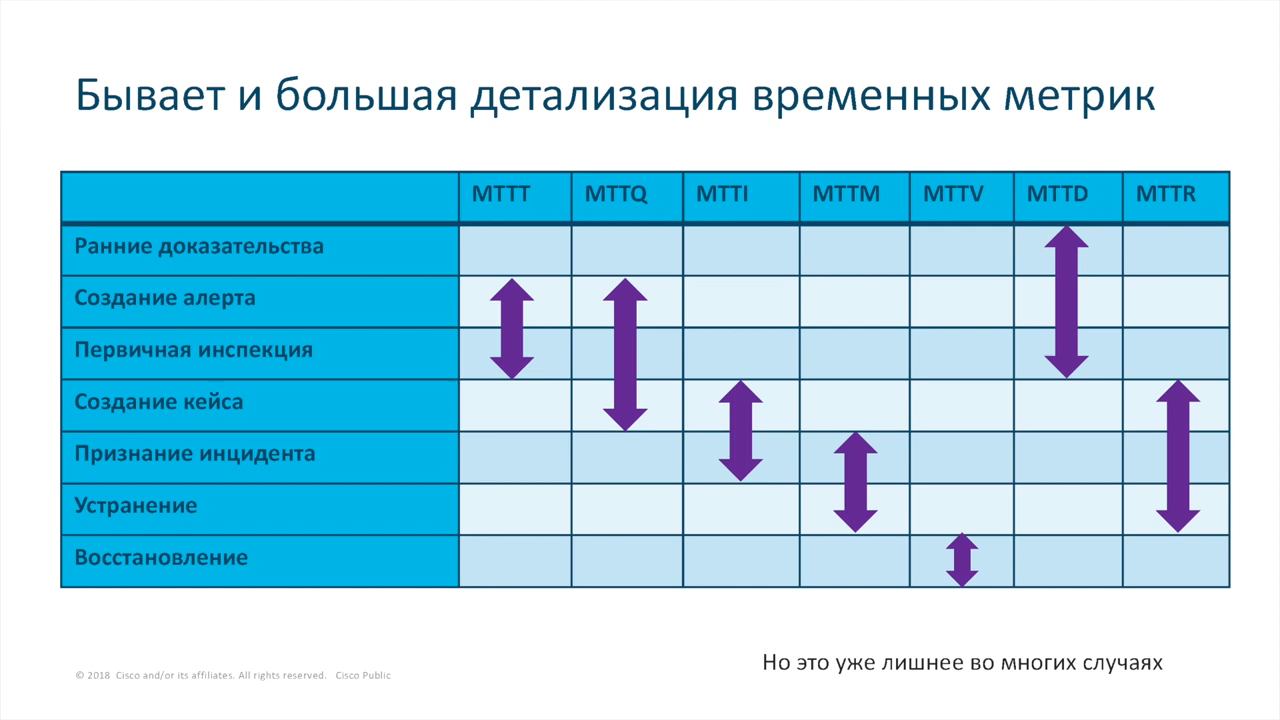 Бывает и большая детализация временных метрик
MTTT MTTQ MTTI MTTM MTTV MTTD MTTR
Ранние доказательства
Создание алерта
Первичная инспекция
Создание кейса
Признание инцидента
Устранение
Восстановление
Но это уже лишнее во многих случаях
© 2018 Cisco and/or its affiliates. All rights reserved. Cisco Public